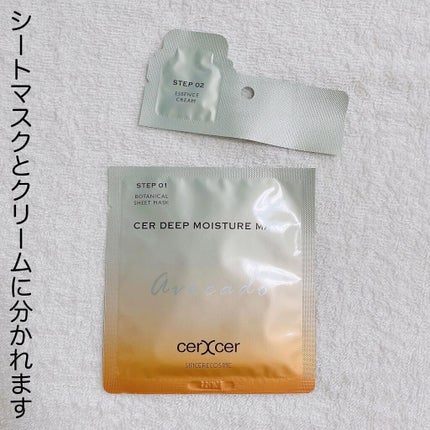 シートマスクとクリームに分かれます
STEP 02
ESSENCE
CREAM
STEP 01
BOTANICAL
SHEET MASK
CER DEEP MOISTURE
Avocado
cerXcer